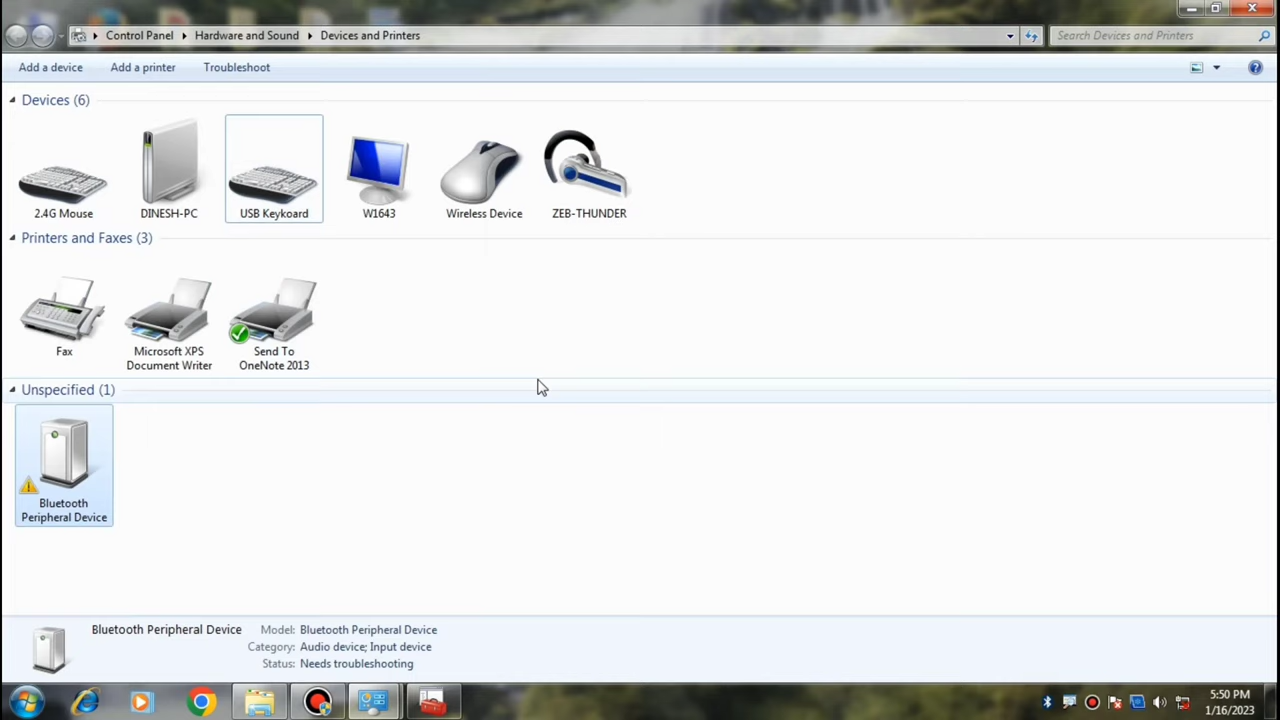 Control Panel Hardware and Sound Devices and Printers Search Devices and Printers
Add a device Add a printer Troubleshoot
Devices (6)
2.4G Mouse DINESH-PC USB Keykoard W1643 Wireless Device ZEB-THUNDER
Printers and Faxes (3)
Fax Microsoft XPS Send To
Document Writer OneNote 2013
Unspecified (1)
Bluetooth
Peripheral Device
Bluetooth Peripheral Device Model: Bluetooth Peripheral Device
Category: Audio device; Input device
Status: Needs troubleshooting
5:50 PM
1/16/2023